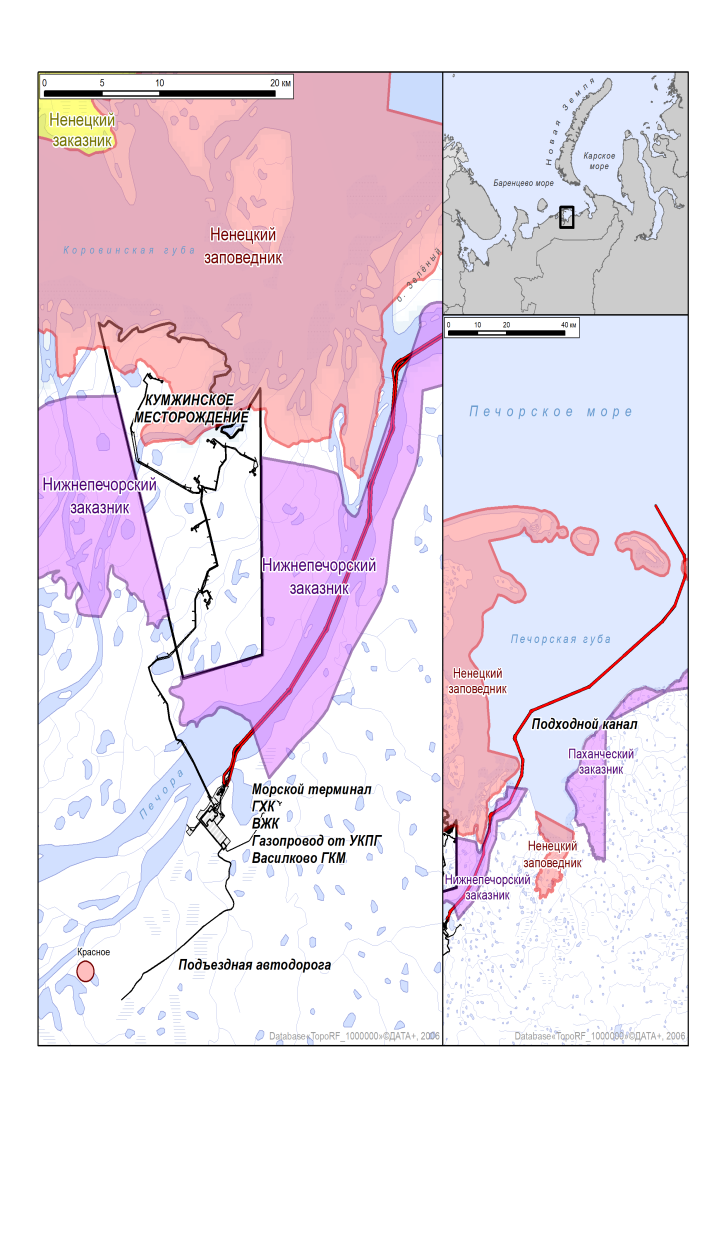 0 5 10 20 км
Ненецкий
заказник
Коровинская губа
Ненецкий
заповедник
о. Зелёный
КУМЖИНСКОЕ
МЕСТОРОЖДЕНИЕ
Нижнепечорский
заказник
Нижнепечорский
заказник
Печора
Морской терминал
ГХК
ВЖК
Газопровод от УКПГ
Василково ГКМ
Подъездная автодорога
Красное
Database«TopoRF_1000000»©ДАТА+, 2006
Новая Земля
Карское
море
Баренцево море
0 10 20 40 км
Печорское море
Печорская губа
Ненецкий
заповедник
Подходной канал
Паханческий
заказник
Ненецкий
заповедник
Нижнепечорский
заказник
Database«TopoRF_1000000»©ДАТА+, 2006